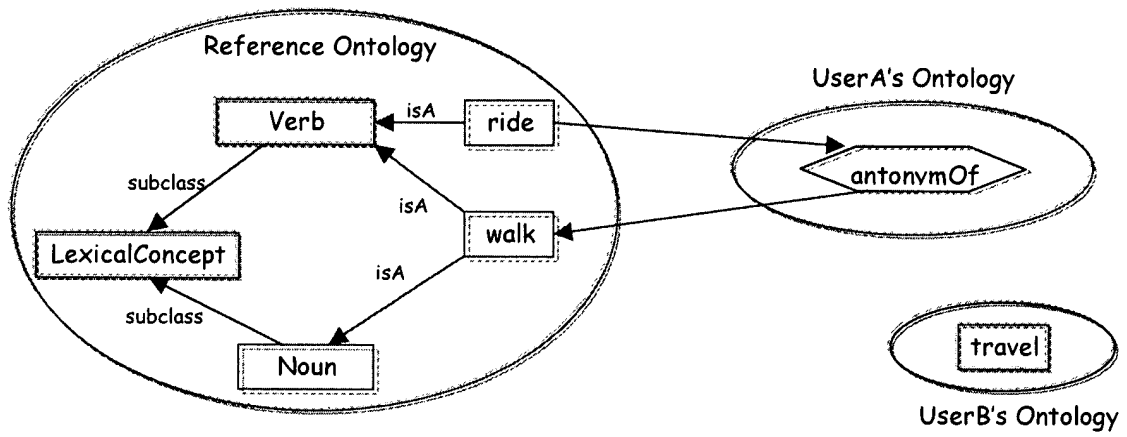 Reference Ontology
UserA's Ontology
Verb
isA
ride
antonymOf
subclass
isA
walk
LexicalConcept
isA
subclass
Noun
travel
UserB's Ontology